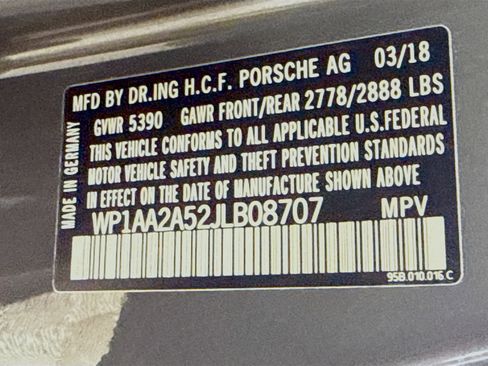 MFD BY DR.ING H.C.F. PORSCHE AG 03/18
GVWR 5390 GAWR FRONT/REAR 2778/2888 LBS
THIS VEHICLE CONFORMS TO ALL APPLICABLE U.S.FEDERAL
MOTOR VEHICLE SAFETY AND THEFT PREVENTION STANDARDS
IN EFFECT ON THE DATE OF MANUFACTURE SHOWN ABOVE
WP1AA2A52JLB08707 MPV
95B.010.016 C
MADE IN GERMANY